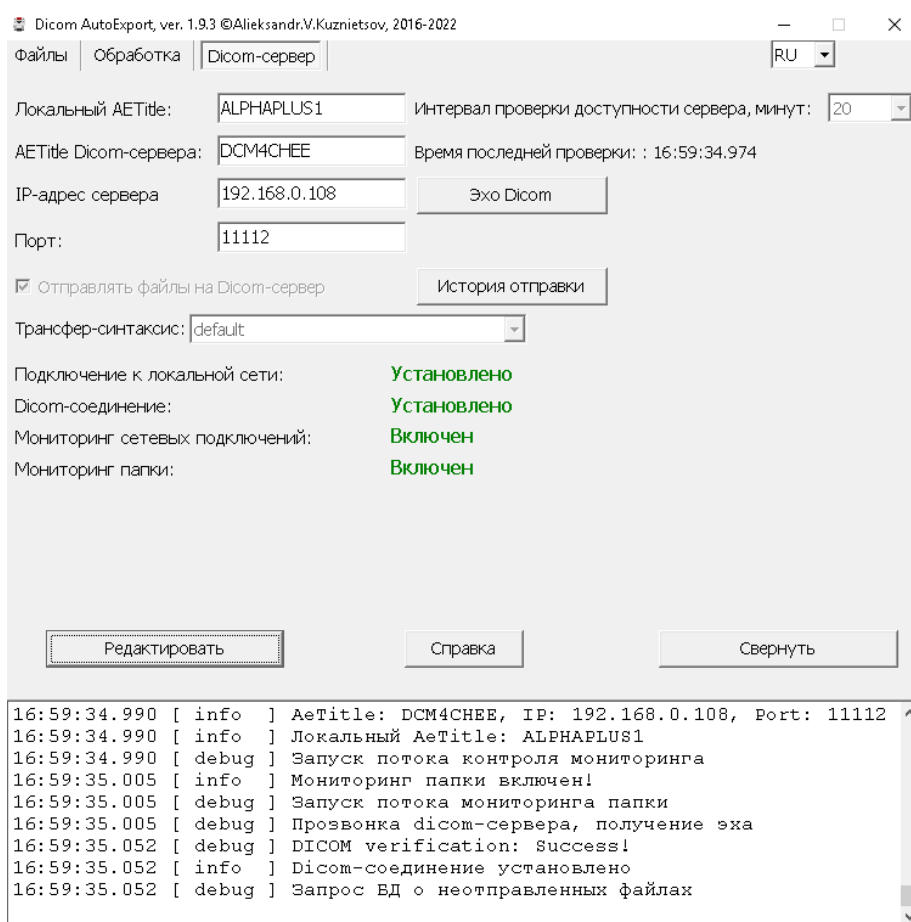 Dicom AutoExport, ver. 1.9.3 ©Alieksandr.V.Kuznietsov, 2016-2022
Файлы Обработка Dicom-сервер RU
Локальный AETitle: ALPHAPLUS1 Интервал проверки доступности сервера, минут: 20
AETitle Dicom-сервера: DCM4CHEE Время последней проверки: : 16:59:34.974
IP-адрес сервера 192.168.0.108 Эхо Dicom
Порт: 11112
Отправлять файлы на Dicom-сервер История отправки
Трансфер-синтаксис: default
Подключение к локальной сети: Установлено
Dicom-соединение: Установлено
Мониторинг сетевых подключений: Включен
Мониторинг папки: Включен
Редактировать Справка Свернуть
16:59:34.990 [ info ] AeTitle: DCM4CHEE, IP: 192.168.0.108, Port: 11112
16:59:34.990 [ info ] Локальный AeTitle: ALPHAPLUS1
16:59:34.990 [ debug ] Запуск потока контроля мониторинга
16:59:35.005 [ info ] Мониторинг папки включен!
16:59:35.005 [ debug ] Запуск потока мониторинга папки
16:59:35.005 [ debug ] Прозвонка dicom-сервера, получение эха
16:59:35.052 [ debug ] DICOM verification: Success!
16:59:35.052 [ info ] Dicom-соединение установлено
16:59:35.052 [ debug ] Запрос БД о неотправленных файлах